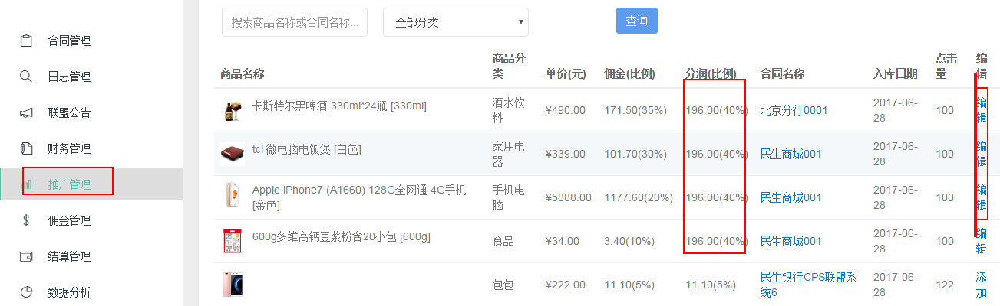 合同管理
日志管理
联盟公告
财务管理
推广管理
佣金管理
结算管理
数据分析
搜索商品名称或合同名称... 全部分类 查询
商品名称 商品分类 单价(元) 佣金(比例) 分润(比例) 合同名称 入库日期 点击量 编辑
卡斯特尔黑啤酒 330ml*24瓶 [330ml] 酒水饮料 ¥490.00 171.50(35%) 196.00(40%) 北京分行0001 2017-06-28 100 编辑
tcl 微电脑电饭煲 [白色] 家用电器 ¥339.00 101.70(30%) 196.00(40%) 民生商城001 2017-06-28 100 编辑
Apple iPhone7 (A1660) 128G全网通 4G手机 [金色] 手机电脑 ¥5888.00 1177.60(20%) 196.00(40%) 民生商城001 2017-06-28 100 编辑
600g多维高钙豆浆粉含20小包 [600g] 食品 ¥34.00 3.40(10%) 196.00(40%) 民生商城001 2017-06-28 100 编辑
包包 ¥222.00 11.10(5%) 11.10(5%) 民生银行CPS联盟系统6 2017-06-28 122 添加